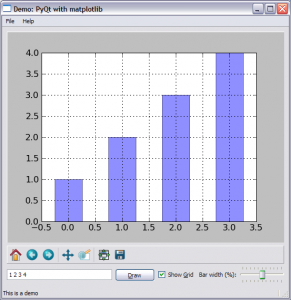 Demo: PyQt with matplotlib
File Help
4.0
3.5
3.0
2.5
2.0
1.5
1.0
0.5
0.0
−0.5 0.0 0.5 1.0 1.5 2.0 2.5 3.0 3.5
1 2 3 4 Draw Show Grid Bar width (%):
This is a demo